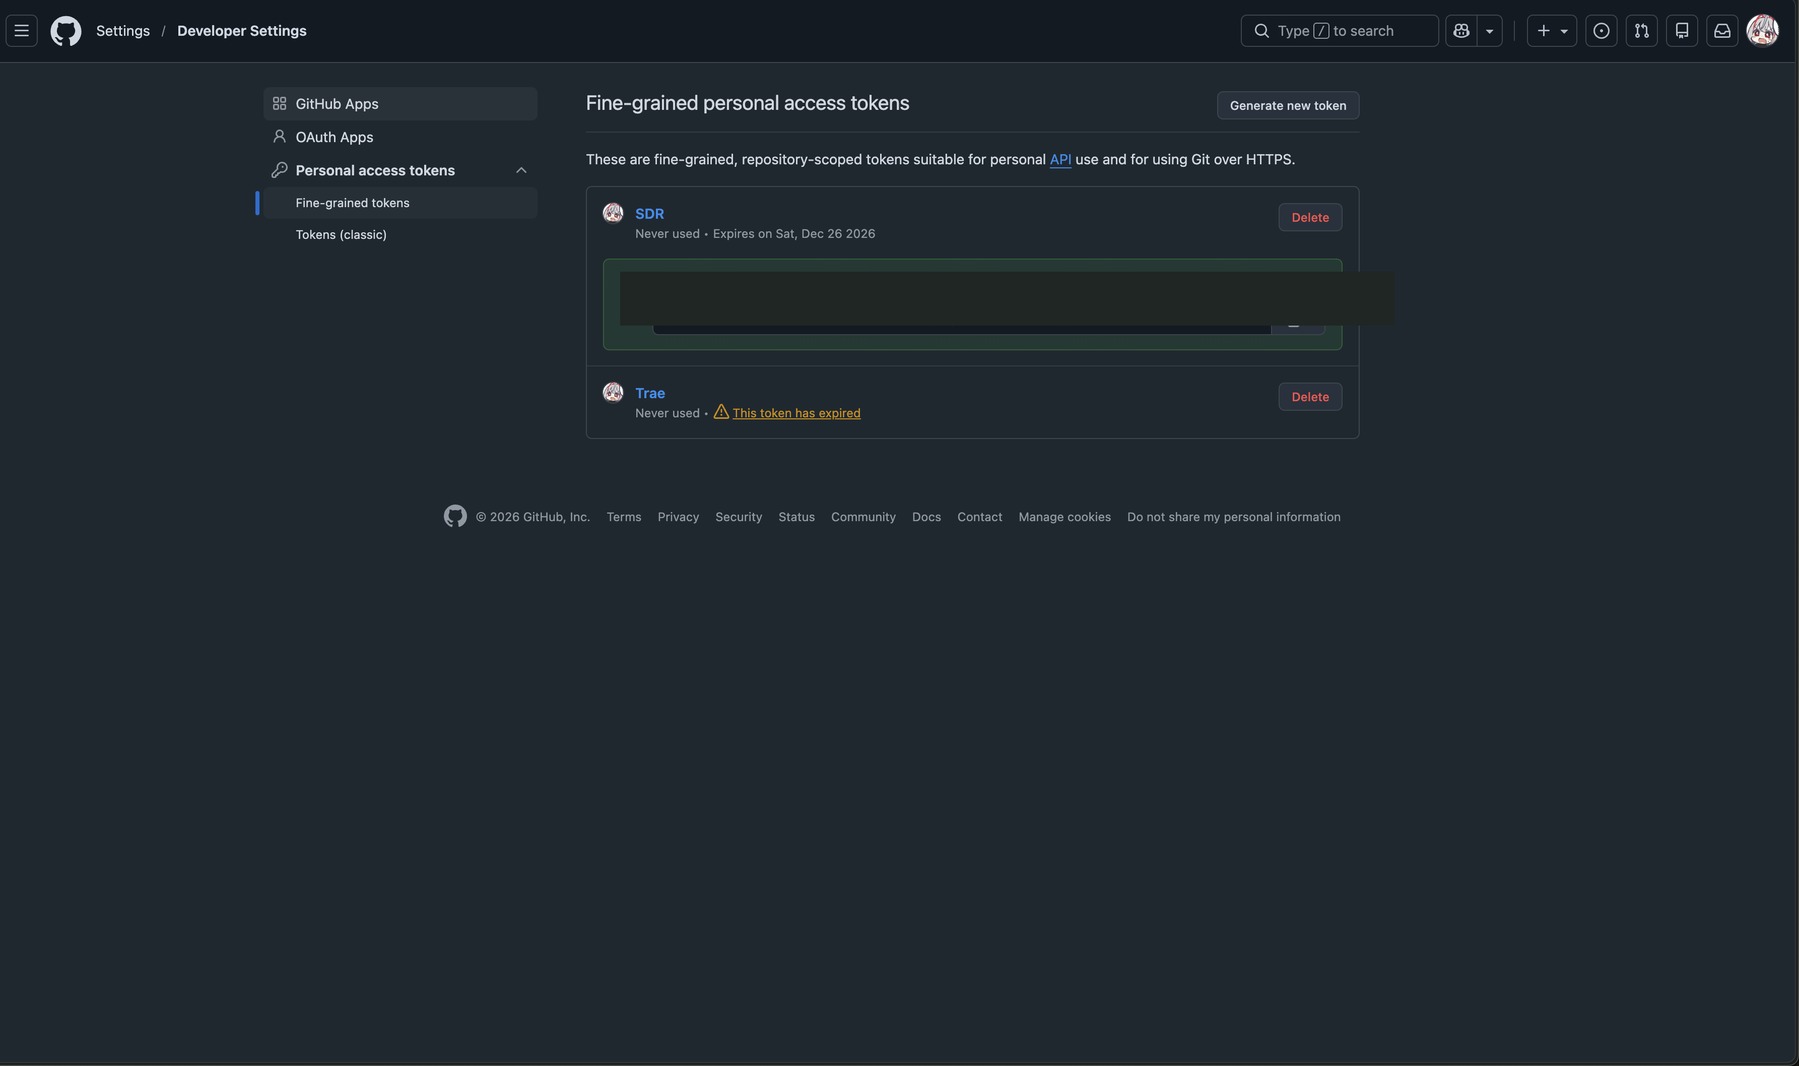 Settings / Developer Settings
Type / to search
GitHub Apps
OAuth Apps
Personal access tokens
Fine-grained tokens
Tokens (classic)
Fine-grained personal access tokens
Generate new token
These are fine-grained, repository-scoped tokens suitable for personal API use and for using Git over HTTPS.
SDR
Never used • Expires on Sat, Dec 26 2026
Delete
Trae
Never used • This token has expired
Delete
© 2026 GitHub, Inc. Terms Privacy Security Status Community Docs Contact Manage cookies Do not share my personal information